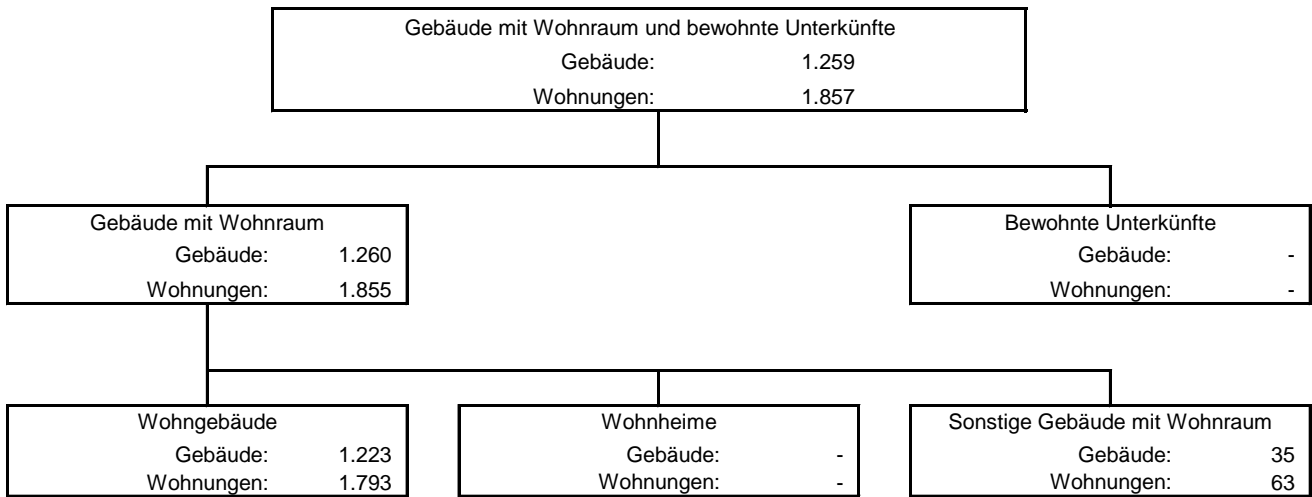 Gebäude mit Wohnraum und bewohnte Unterkünfte
Gebäude: 1.259
Wohnungen: 1.857
Gebäude mit Wohnraum
Gebäude: 1.260
Wohnungen: 1.855
Bewohnte Unterkünfte
Gebäude: -
Wohnungen: -
Wohngebäude
Gebäude: 1.223
Wohnungen: 1.793
Wohnheime
Gebäude: -
Wohnungen: -
Sonstige Gebäude mit Wohnraum
Gebäude: 35
Wohnungen: 63